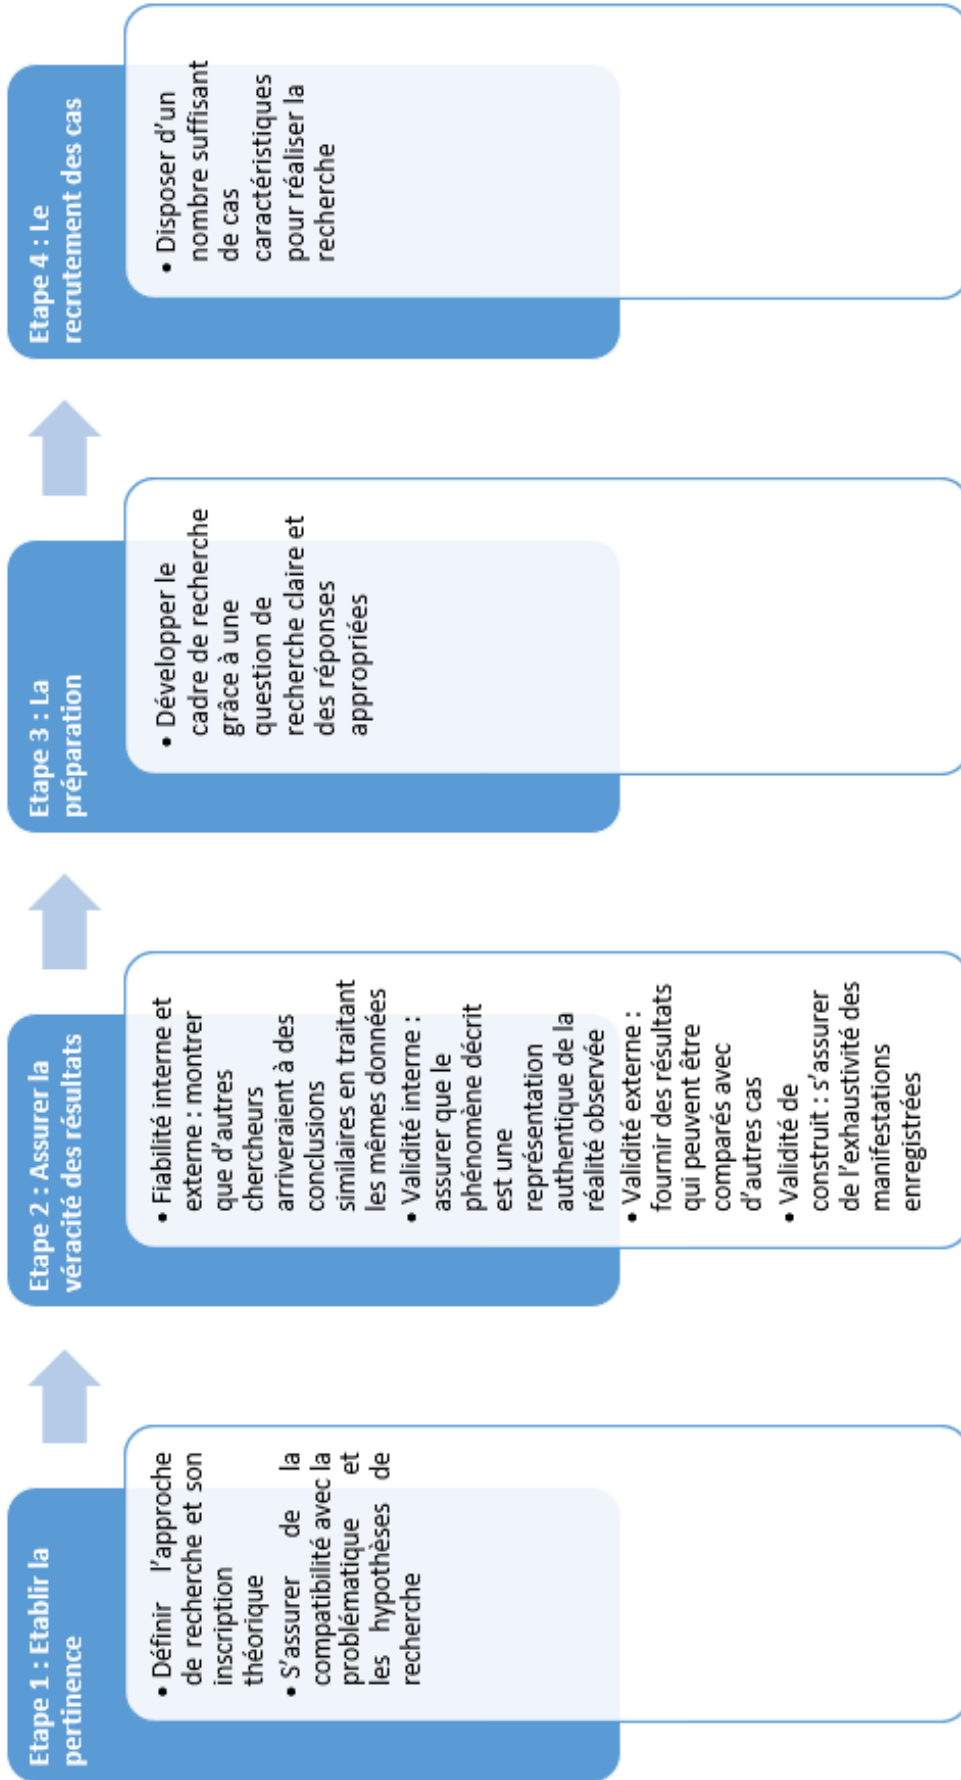 Etape 1 : Etablir la
pertinence
• Définir l'approche
de recherche et son
inscription
théorique
• S'assurer de la
compatibilité avec la
problématique et
les hypothèses de
recherche
Etape 2 : Assurer la
véracité des résultats
• Fiabilité interne et
externe : montrer
que d'autres
chercheurs
arriveraient à des
conclusions
similaires en traitant
les mêmes données
• Validité interne :
assurer que le
phénomène décrit
est une
représentation
authentique de la
réalité observée
• Validité externe :
fournir des résultats
qui peuvent être
comparés avec
d'autres cas
• Validité de
construit : s'assurer
de l'exhaustivité des
manifestations
enregistrées
Etape 3 : La
préparation
• Développer le
cadre de recherche
grâce à une
question de
recherche claire et
des réponses
appropriées
Etape 4 : Le
recrutement des cas
• Disposer d'un
nombre suffisant
de cas
caractéristiques
pour réaliser la
recherche